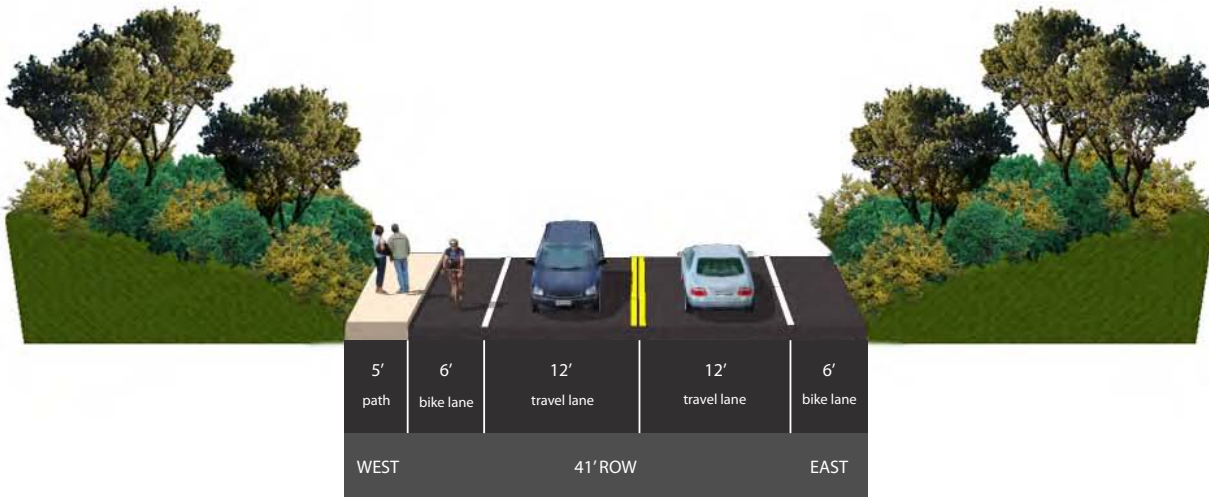 5′ 6′ 12′ 12′ 6′
path bike lane travel lane travel lane bike lane
WEST 41′ ROW EAST